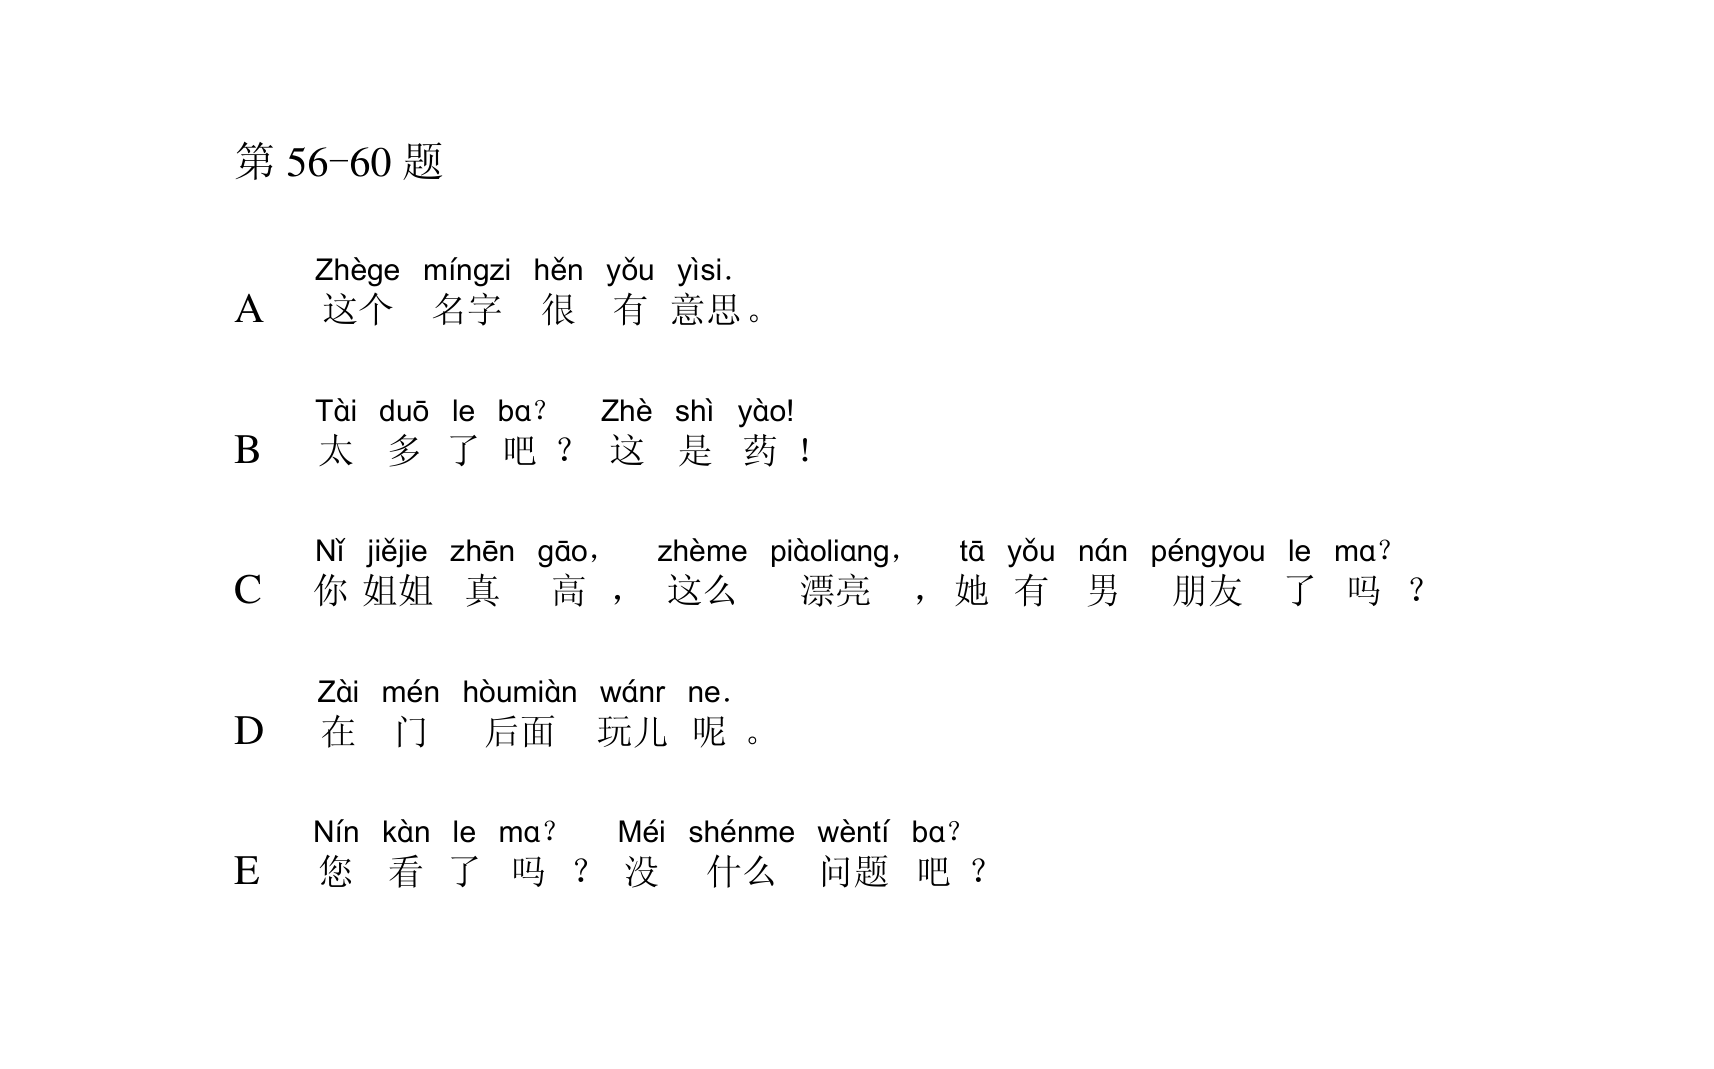 第 56-60 题
Zhège míngzi hěn yǒu yìsi.
A 这个 名字 很 有 意思。
Tài duō le ba? Zhè shì yào!
B 太 多 了 吧？ 这 是 药！
Nǐ jiějie zhēn gāo, zhème piàoliang, tā yǒu nán péngyou le ma?
C 你 姐姐 真 高， 这么 漂亮， 她 有 男 朋友 了 吗？
Zài mén hòumiàn wánr ne.
D 在 门 后面 玩儿 呢。
Nín kàn le ma? Méi shénme wèntí ba?
E 您 看 了 吗？ 没 什么 问题 吧？